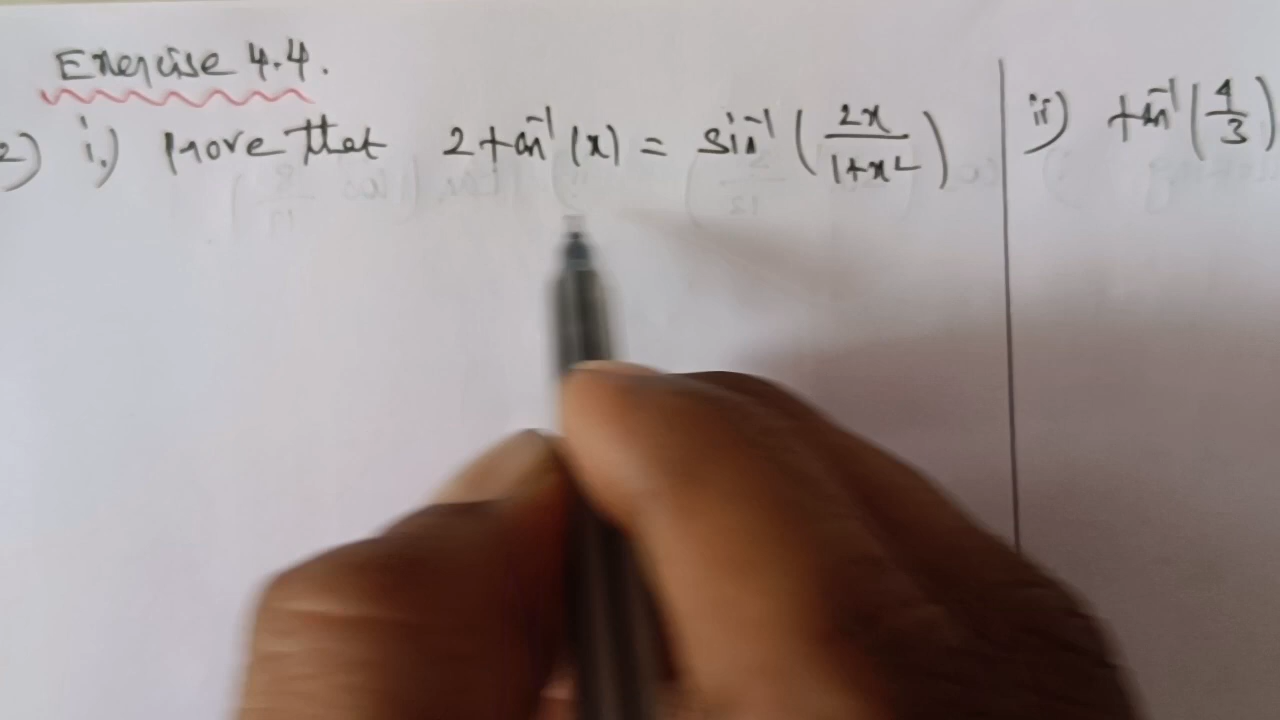 Exercise 4.4.
2) i.) Prove that 2 tan⁻¹(x) = sin⁻¹(2x/1+x²)
ii) tan⁻¹(4/3)